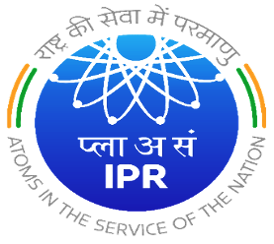 राष्ट्र की सेवा में परमाणु
प्ला अ सं
IPR
ATOMS IN THE SERVICE OF THE NATION